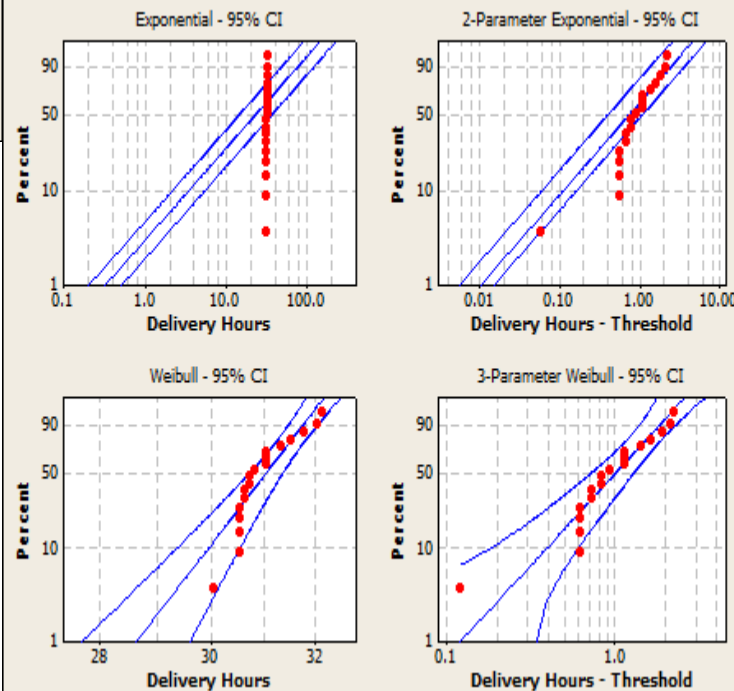 Exponential - 95% CI
90
50
10
1
Percent
0.1 1.0 10.0 100.0
Delivery Hours
2-Parameter Exponential - 95% CI
90
50
10
1
Percent
0.01 0.10 1.00 10.00
Delivery Hours - Threshold
Weibull - 95% CI
90
50
10
1
Percent
28 30 32
Delivery Hours
3-Parameter Weibull - 95% CI
90
50
10
1
Percent
0.1 1.0
Delivery Hours - Threshold